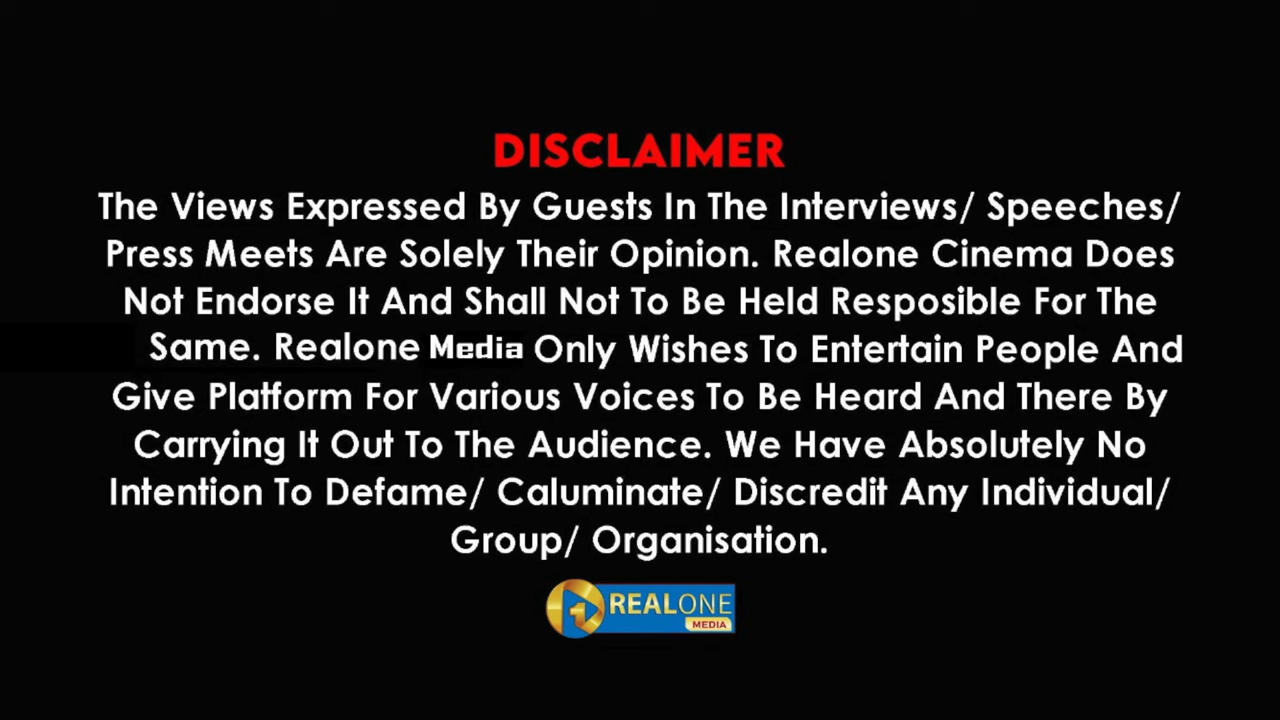 DISCLAIMER
The Views Expressed By Guests In The Interviews/ Speeches/
Press Meets Are Solely Their Opinion. Realone Cinema Does
Not Endorse It And Shall Not To Be Held Resposible For The
Same. Realone Media Only Wishes To Entertain People And
Give Platform For Various Voices To Be Heard And There By
Carrying It Out To The Audience. We Have Absolutely No
Intention To Defame/ Caluminate/ Discredit Any Individual/
Group/ Organisation.
REALONE
MEDIA